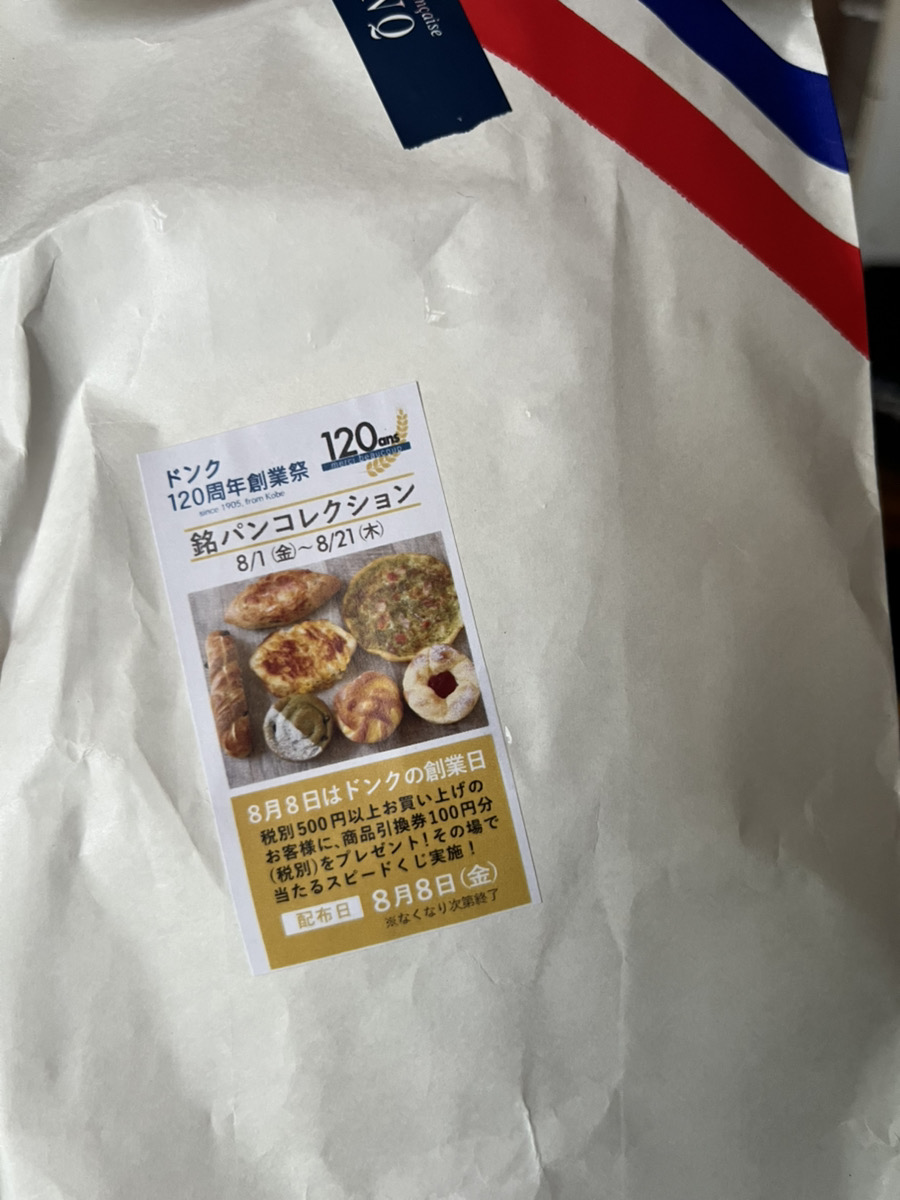 NQ
nçaise
ドンク
120周年創業祭
since 1905, from Kobe
120ans
merci beaucoup
銘パンコレクション
8/1(金)~8/21(木)
8月8日はドンクの創業日
税別500円以上お買い上げの
お客様に、商品引換券100円分
(税別)をプレゼント!その場で
当たるスピードくじ実施!
配布日 8月8日(金)
※なくなり次第終了